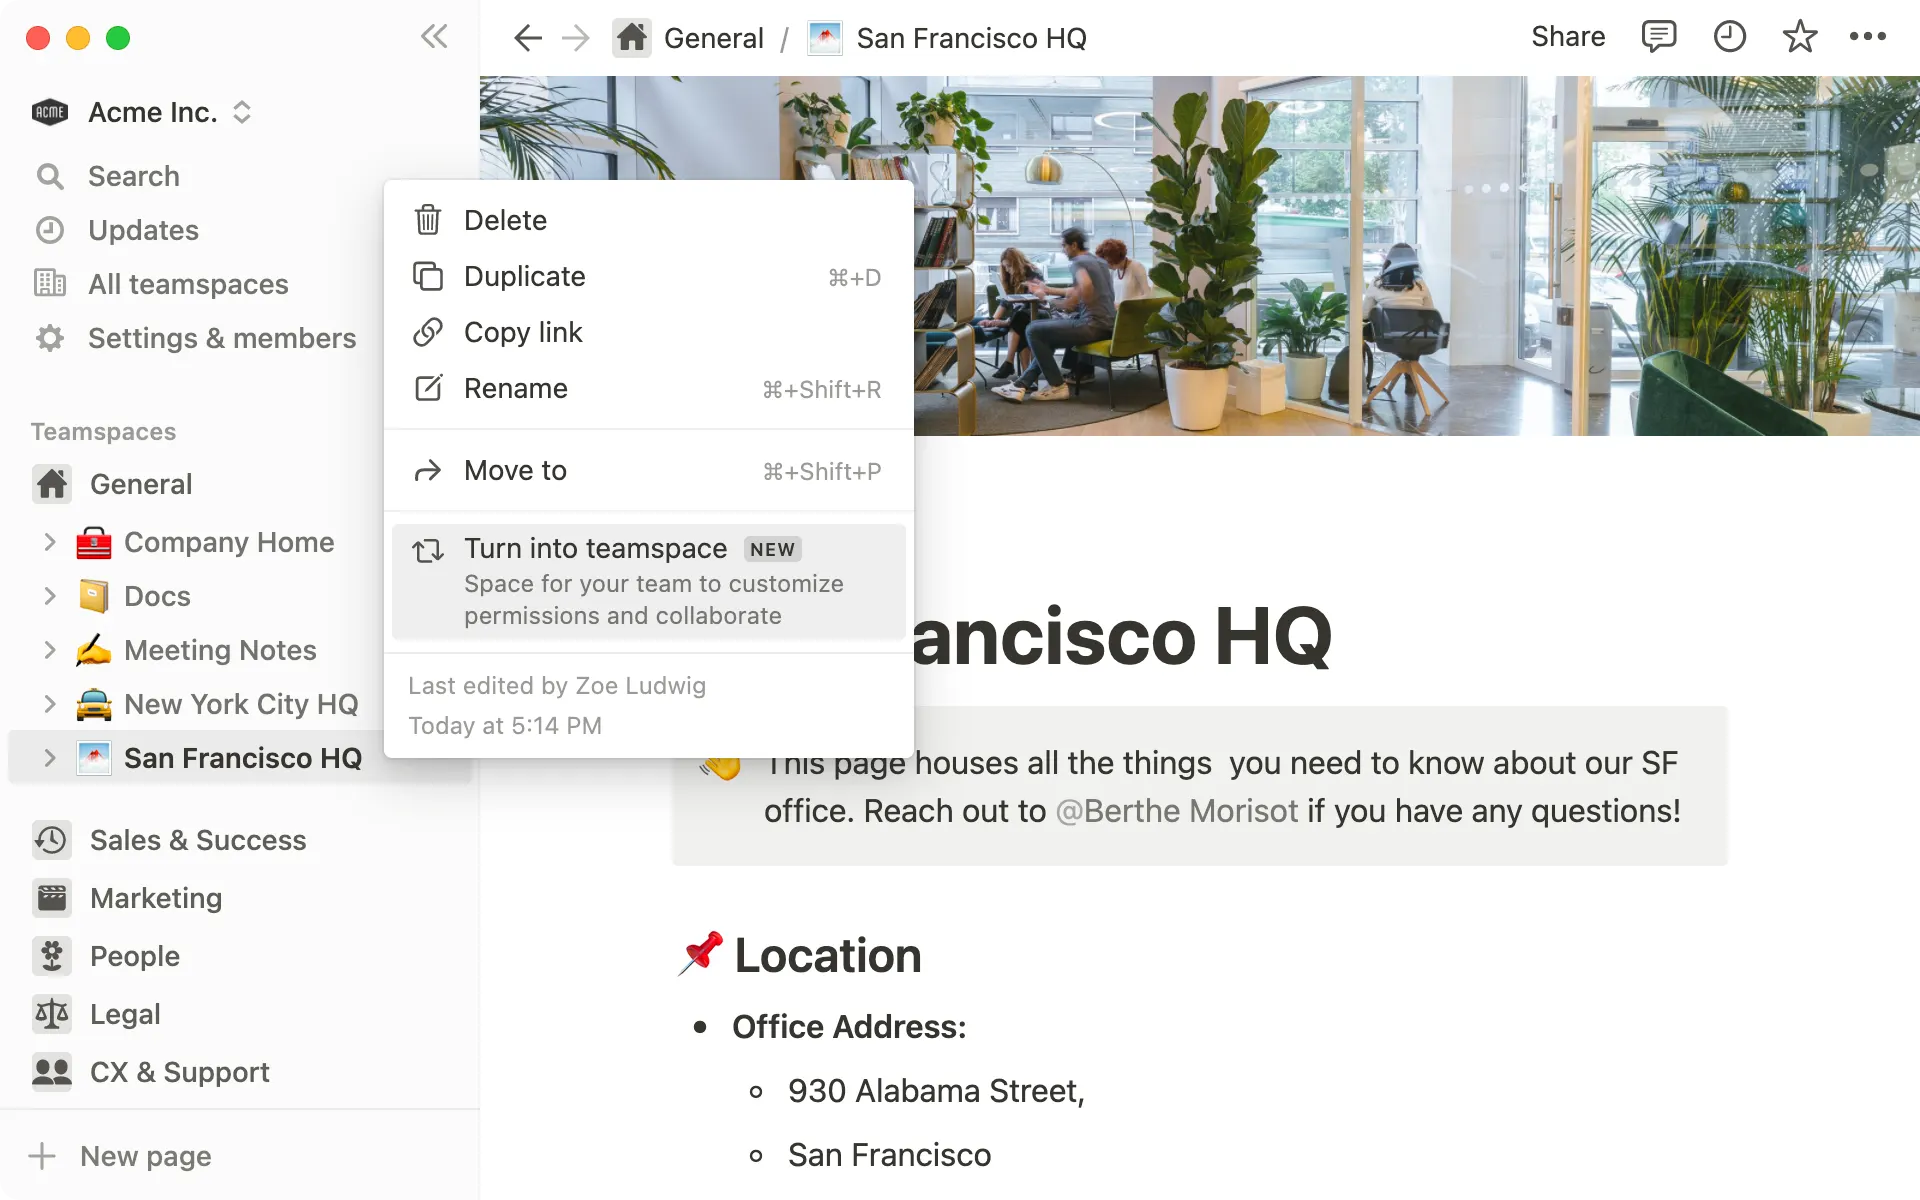 General / San Francisco HQ
Share
ACME Acme Inc.
Search
Updates
All teamspaces
Settings & members
Teamspaces
General
Company Home
Docs
Meeting Notes
New York City HQ
San Francisco HQ
Sales & Success
Marketing
People
Legal
CX & Support
New page
Delete
Duplicate ⌘+D
Copy link
Rename ⌘+Shift+R
Move to ⌘+Shift+P
Turn into teamspace NEW
Space for your team to customize
permissions and collaborate
Last edited by Zoe Ludwig
Today at 5:14 PM
ancisco HQ
This page houses all the things you need to know about our SF
office. Reach out to @Berthe Morisot if you have any questions!
Location
Office Address:
930 Alabama Street,
San Francisco